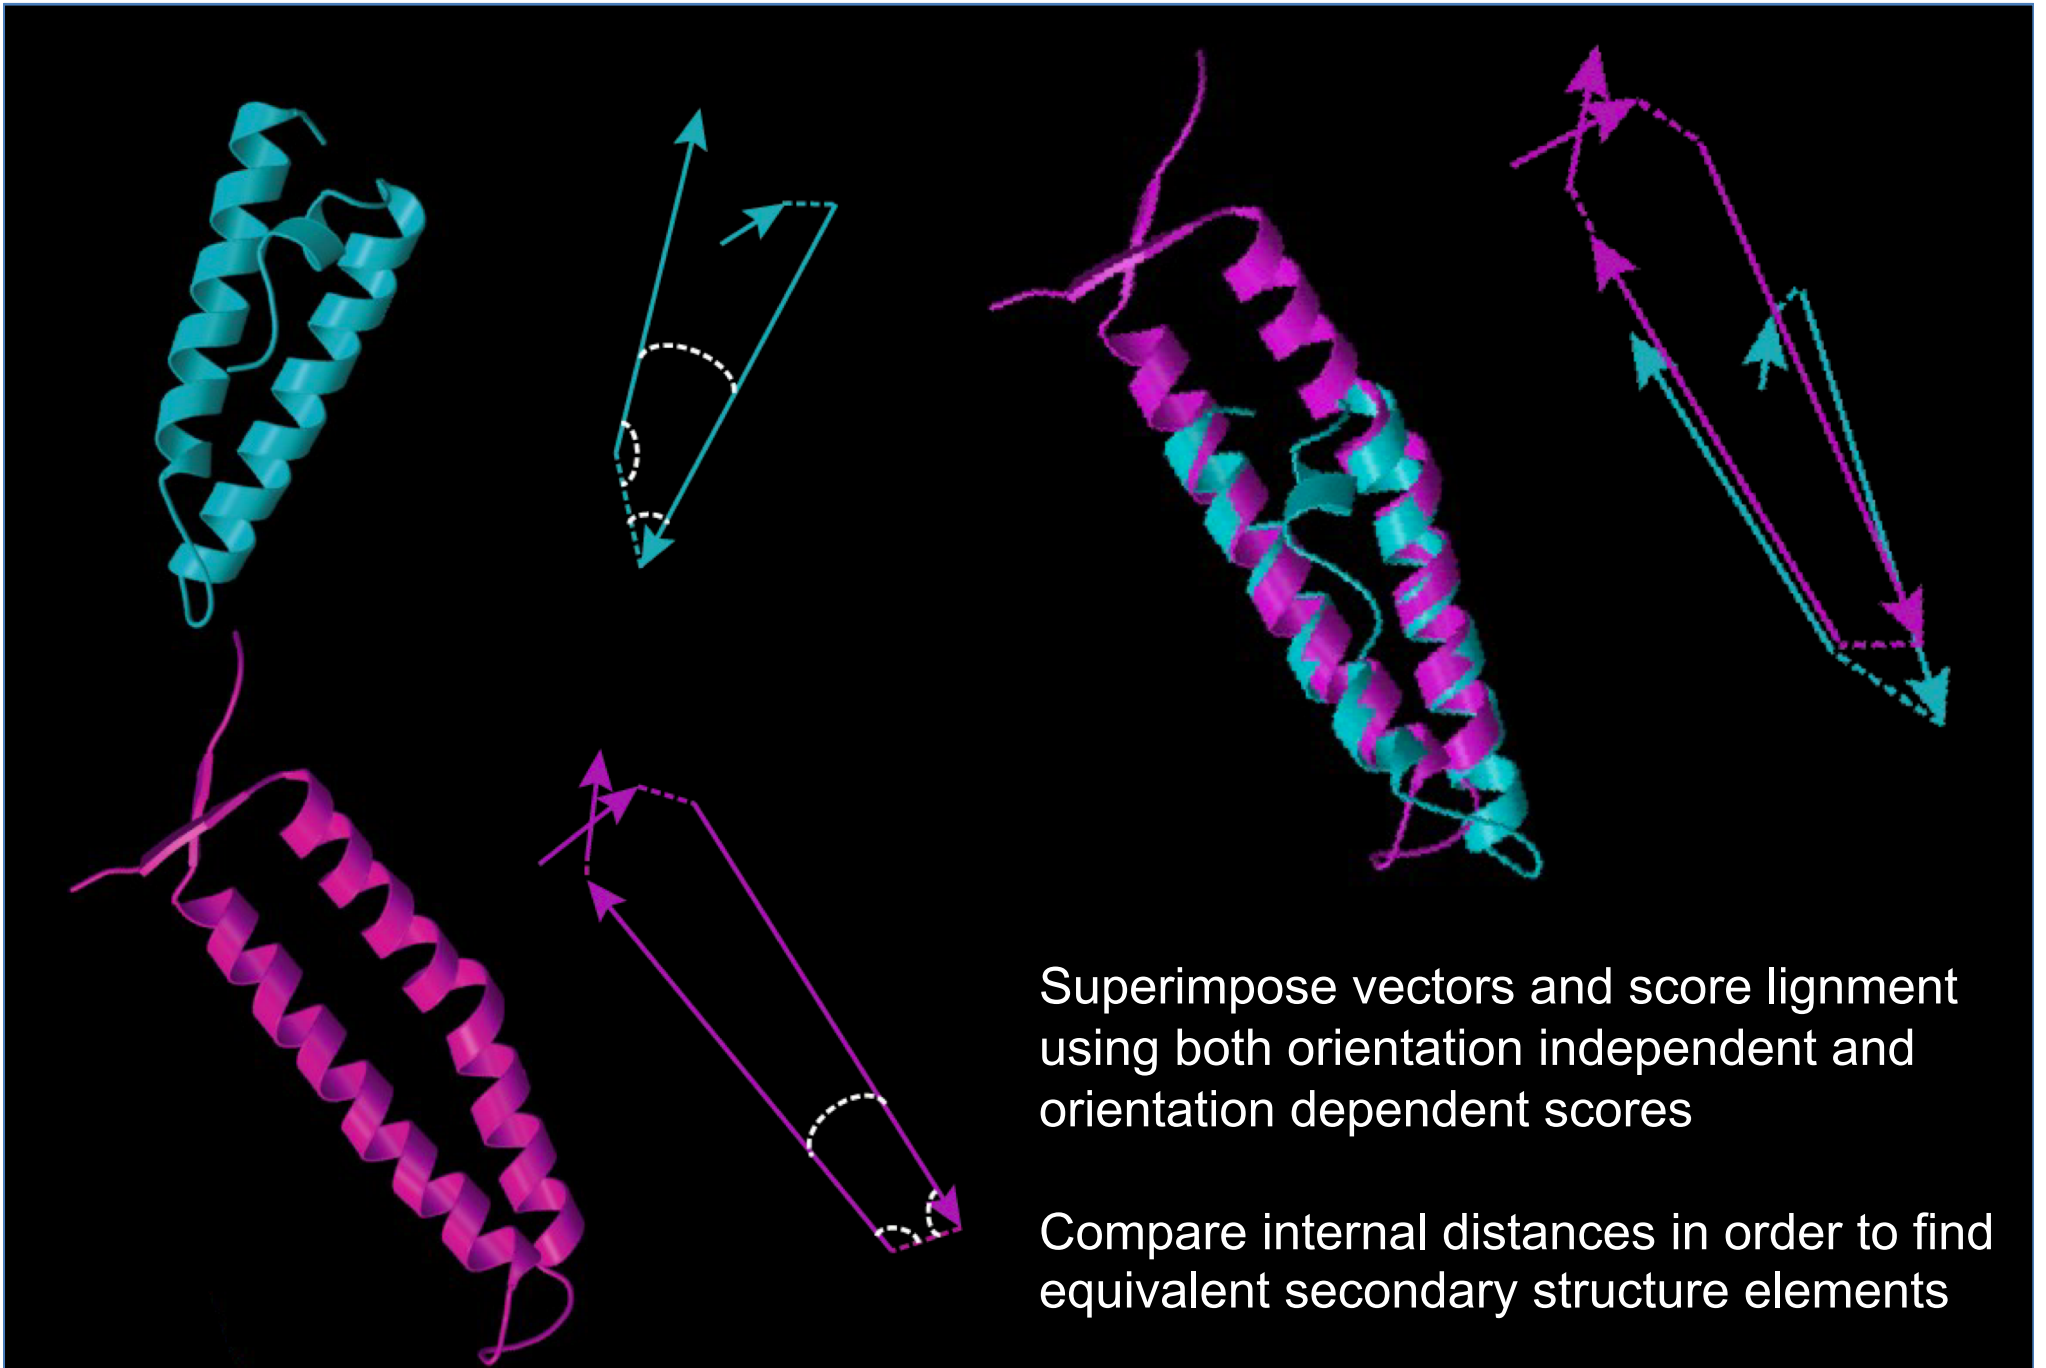 Superimpose vectors and score lignment
using both orientation independent and
orientation dependent scores
Compare internal distances in order to find
equivalent secondary structure elements